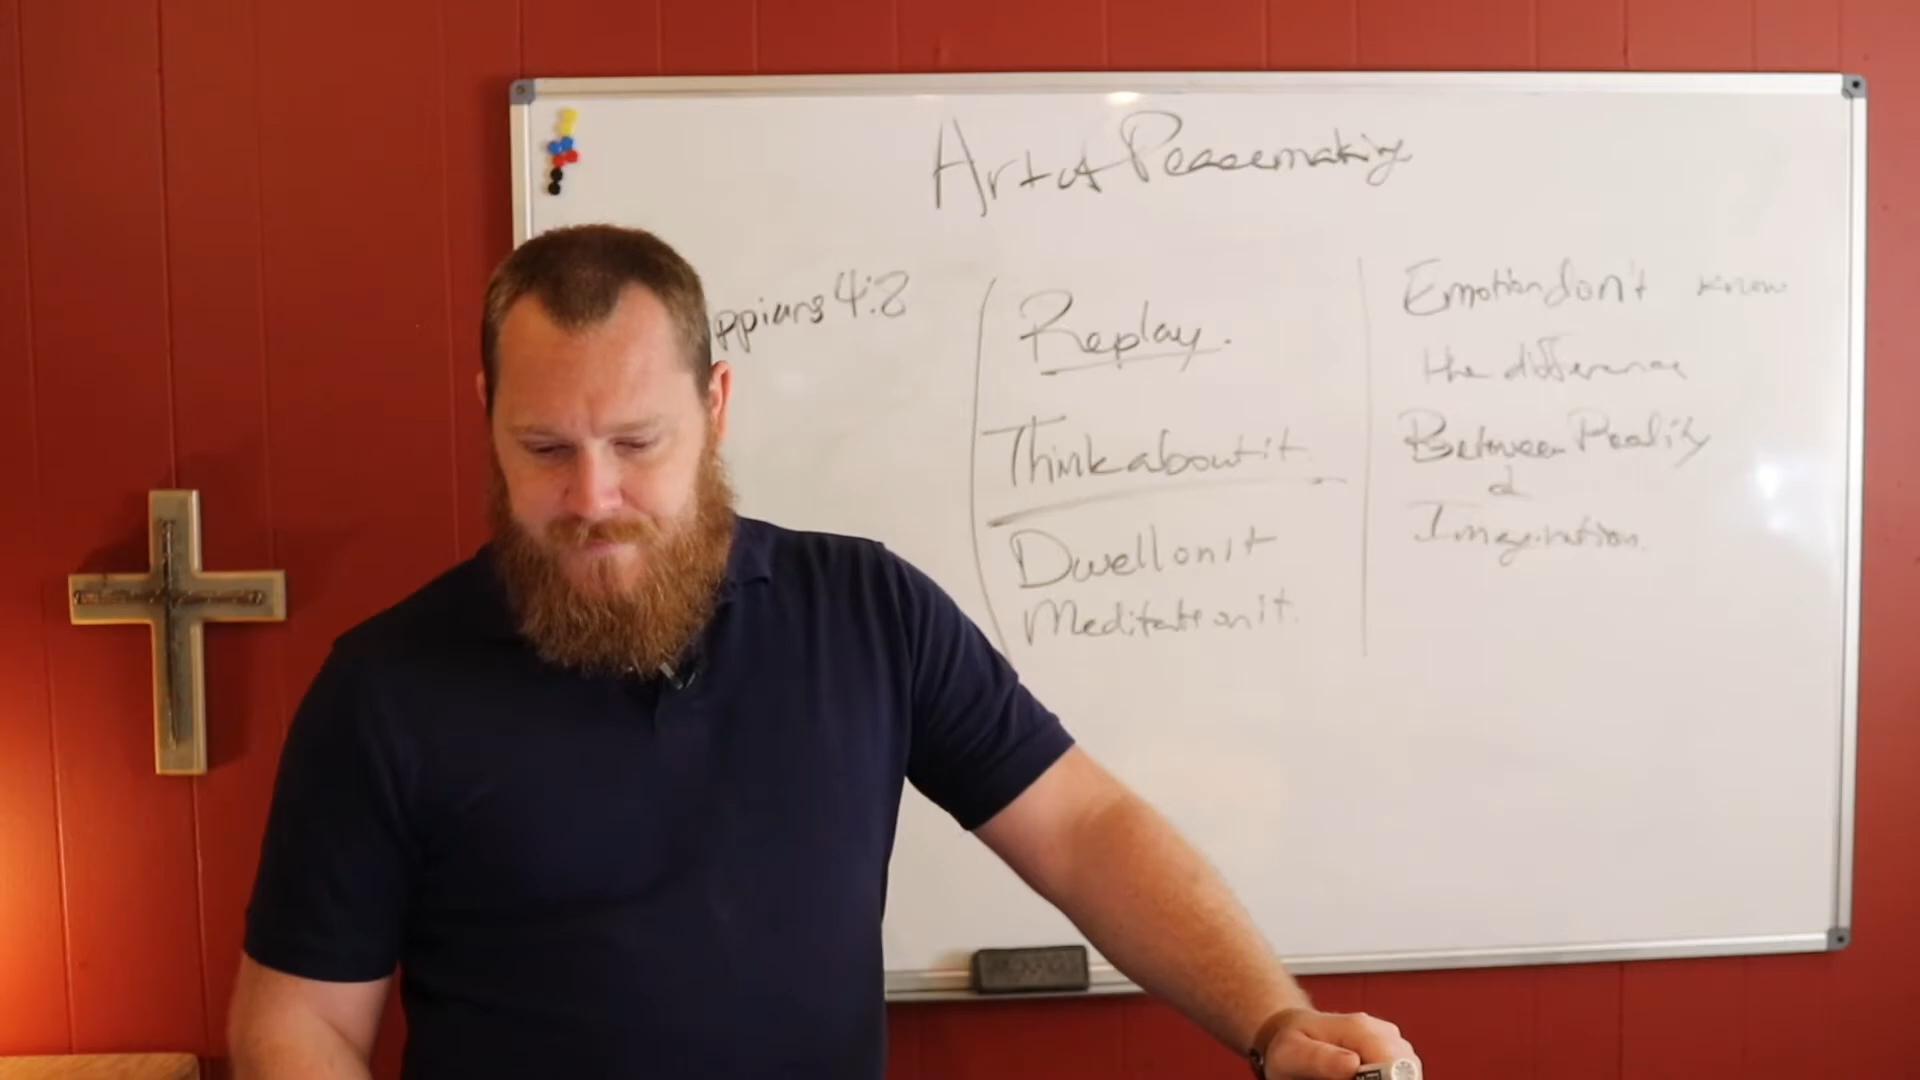 Art of Peacemaking
ppians 4:8
Replay.
Think about it.
Dwell on it
Meditate on it.
Emotion don't know
the difference
Between Reality
&
Imagination.